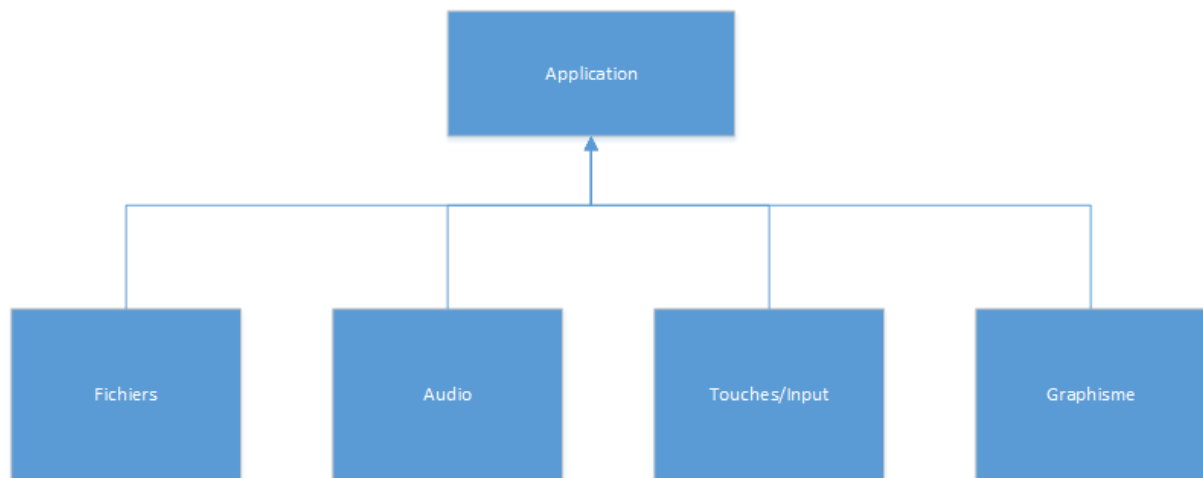 Application
Fichiers
Audio
Touches/Input
Graphisme